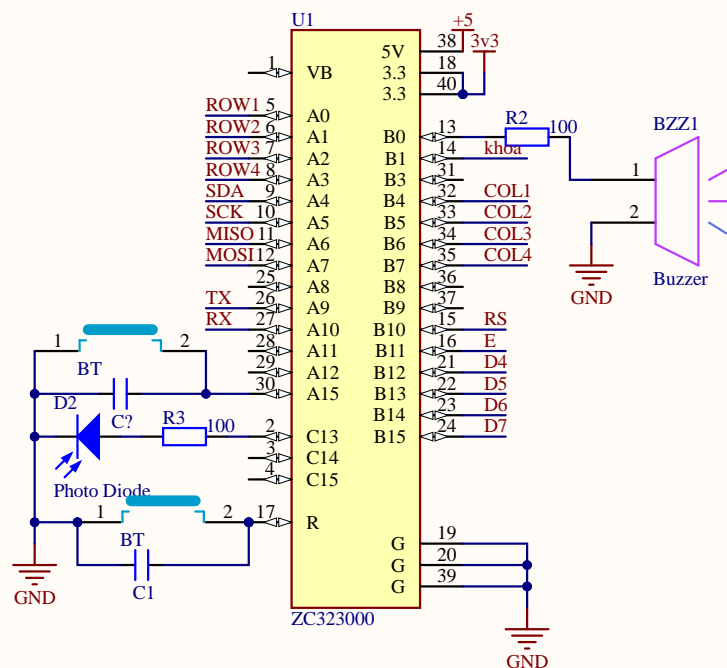 U1
+5
3v3
38
5V
18
3.3
40
3.3
1
VB
ROW1
5
A0
ROW2
6
A1
ROW3
7
A2
ROW4
8
A3
SDA
9
A4
SCK
10
A5
MISO
11
A6
MOSI
12
A7
25
A8
TX
26
A9
RX
27
A10
28
A11
29
A12
30
A15
2
C13
3
C14
4
C15
17
R
B0
13
R2
100
B1
14
khoa
B3
31
B4
32
COL1
B5
33
COL2
B6
34
COL3
B7
35
COL4
B8
36
B9
37
B10
15
RS
B11
16
E
B12
21
D4
B13
22
D5
B14
23
D6
B15
24
D7
G
19
G
20
G
39
GND
ZC323000
BZZ1
1
2
Buzzer
GND
1
2
BT
C?
D2
R3
100
Photo Diode
1
2
BT
C1
GND